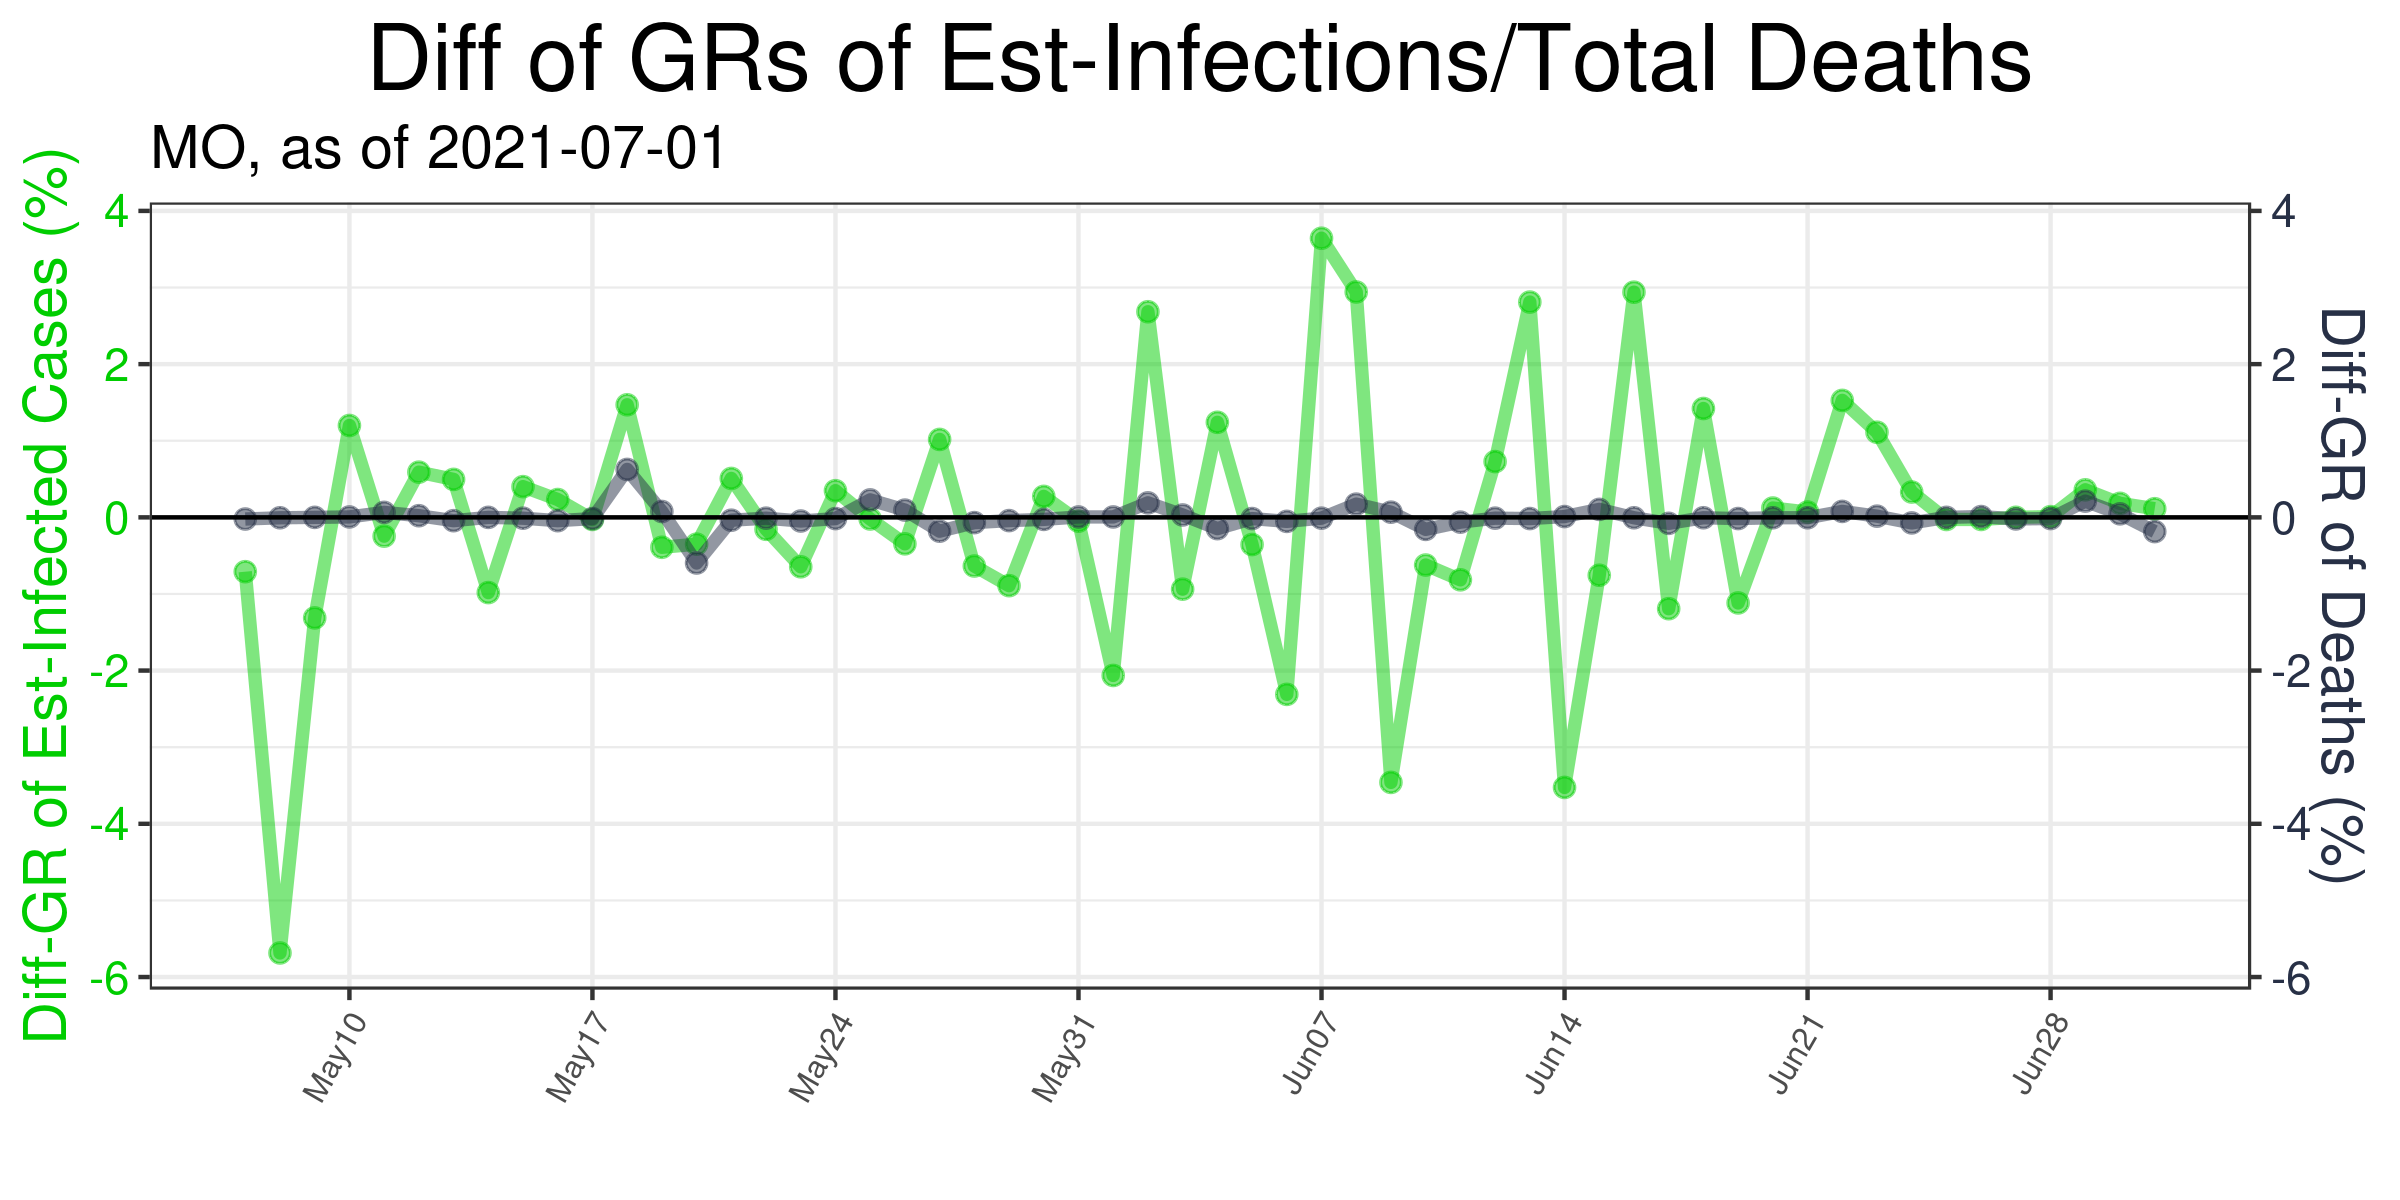 Diff of GRs of Est-Infections/Total Deaths
MO, as of 2021-07-01
Diff-GR of Est-Infected Cases (%)
4
2
0
-2
-4
-6
4
2
0
-2
-4
-6
Diff-GR of Deaths (%)
May10
May17
May24
May31
Jun07
Jun14
Jun21
Jun28